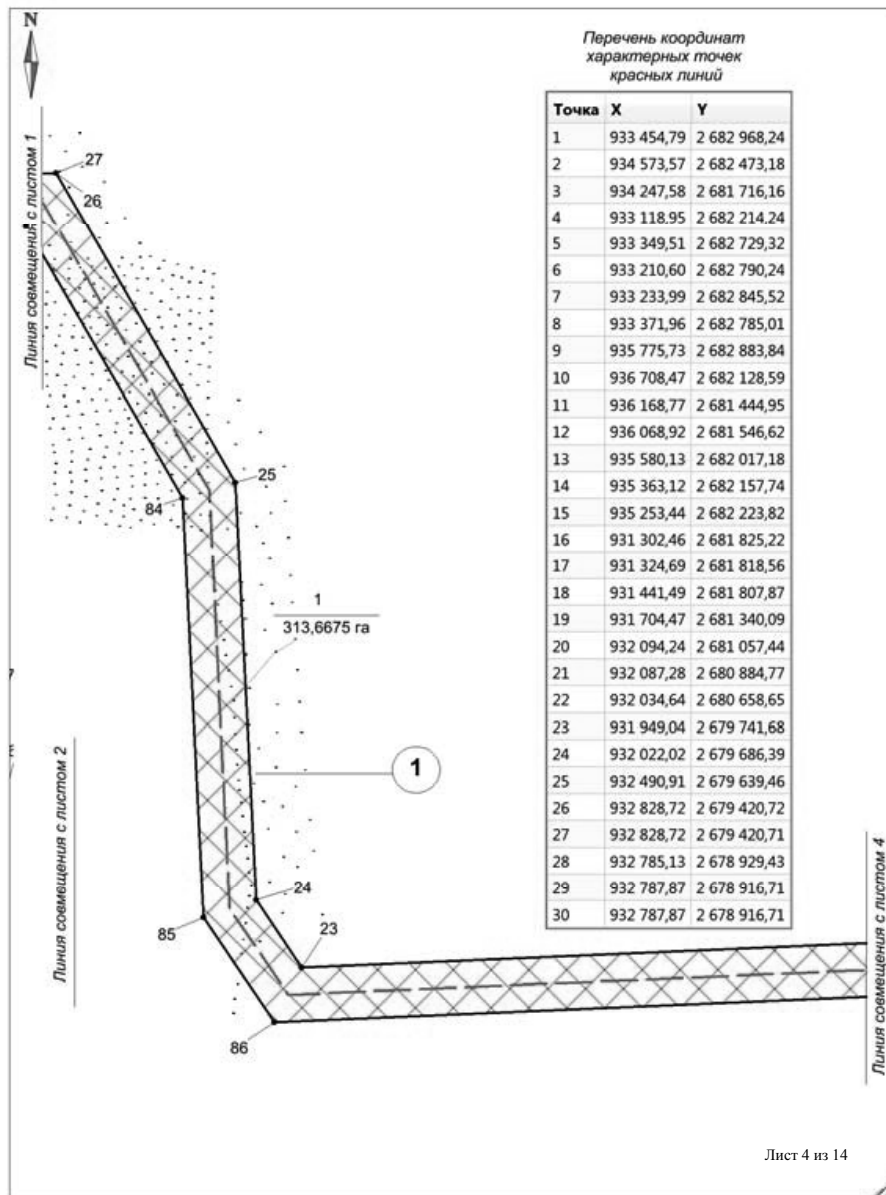 N
Линия совмещения с листом 1
27
26
25
84
1
313,6675 га
1
Линия совмещения с листом 2
24
85
23
86
Перечень координат
характерных точек
красных линий
Точка X Y
1 933 454,79 2 682 968,24
2 934 573,57 2 682 473,18
3 934 247,58 2 681 716,16
4 933 118.95 2 682 214.24
5 933 349,51 2 682 729,32
6 933 210,60 2 682 790,24
7 933 233,99 2 682 845,52
8 933 371,96 2 682 785,01
9 935 775,73 2 682 883,84
10 936 708,47 2 682 128,59
11 936 168,77 2 681 444,95
12 936 068,92 2 681 546,62
13 935 580,13 2 682 017,18
14 935 363,12 2 682 157,74
15 935 253,44 2 682 223,82
16 931 302,46 2 681 825,22
17 931 324,69 2 681 818,56
18 931 441,49 2 681 807,87
19 931 704,47 2 681 340,09
20 932 094,24 2 681 057,44
21 932 087,28 2 680 884,77
22 932 034,64 2 680 658,65
23 931 949,04 2 679 741,68
24 932 022,02 2 679 686,39
25 932 490,91 2 679 639,46
26 932 828,72 2 679 420,72
27 932 828,72 2 679 420,71
28 932 785,13 2 678 929,43
29 932 787,87 2 678 916,71
30 932 787,87 2 678 916,71
Линия совмещения с листом 4
Лист 4 из 14